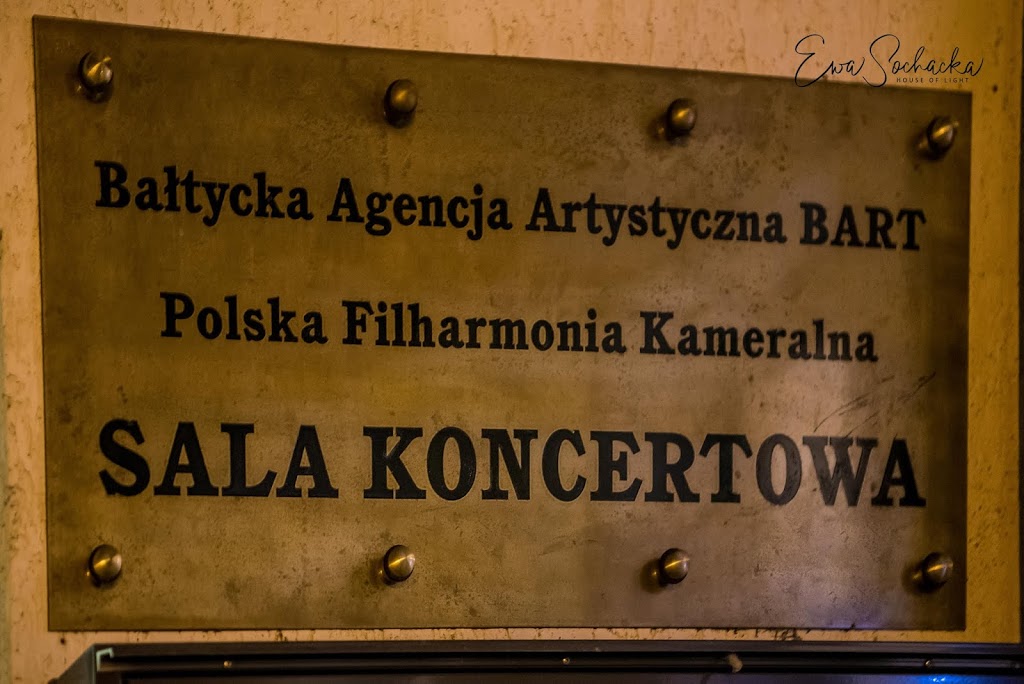 Ewa Sochacka
HOUSE OF LIGHT
Bałtycka Agencja Artystyczna BART
Polska Filharmonia Kameralna
SALA KONCERTOWA